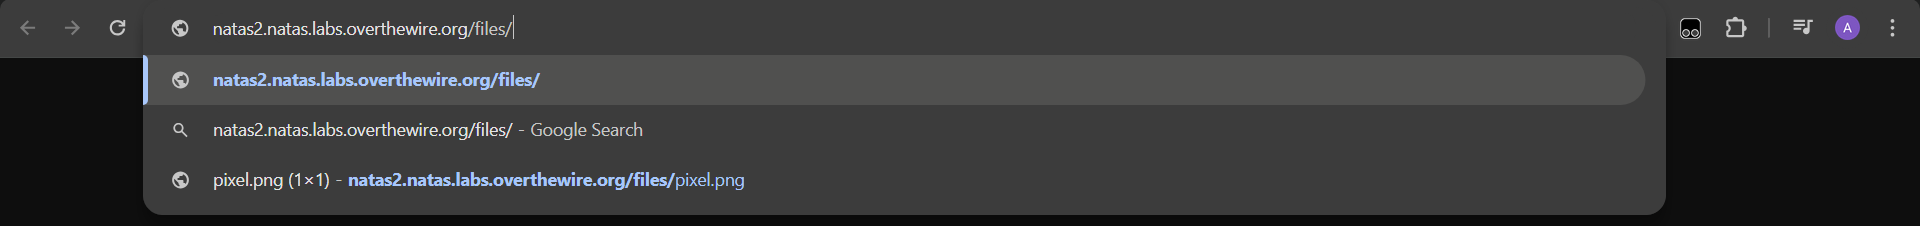 natas2.natas.labs.overthewire.org/files/
A
natas2.natas.labs.overthewire.org/files/
natas2.natas.labs.overthewire.org/files/ - Google Search
pixel.png (1×1) - natas2.natas.labs.overthewire.org/files/pixel.png